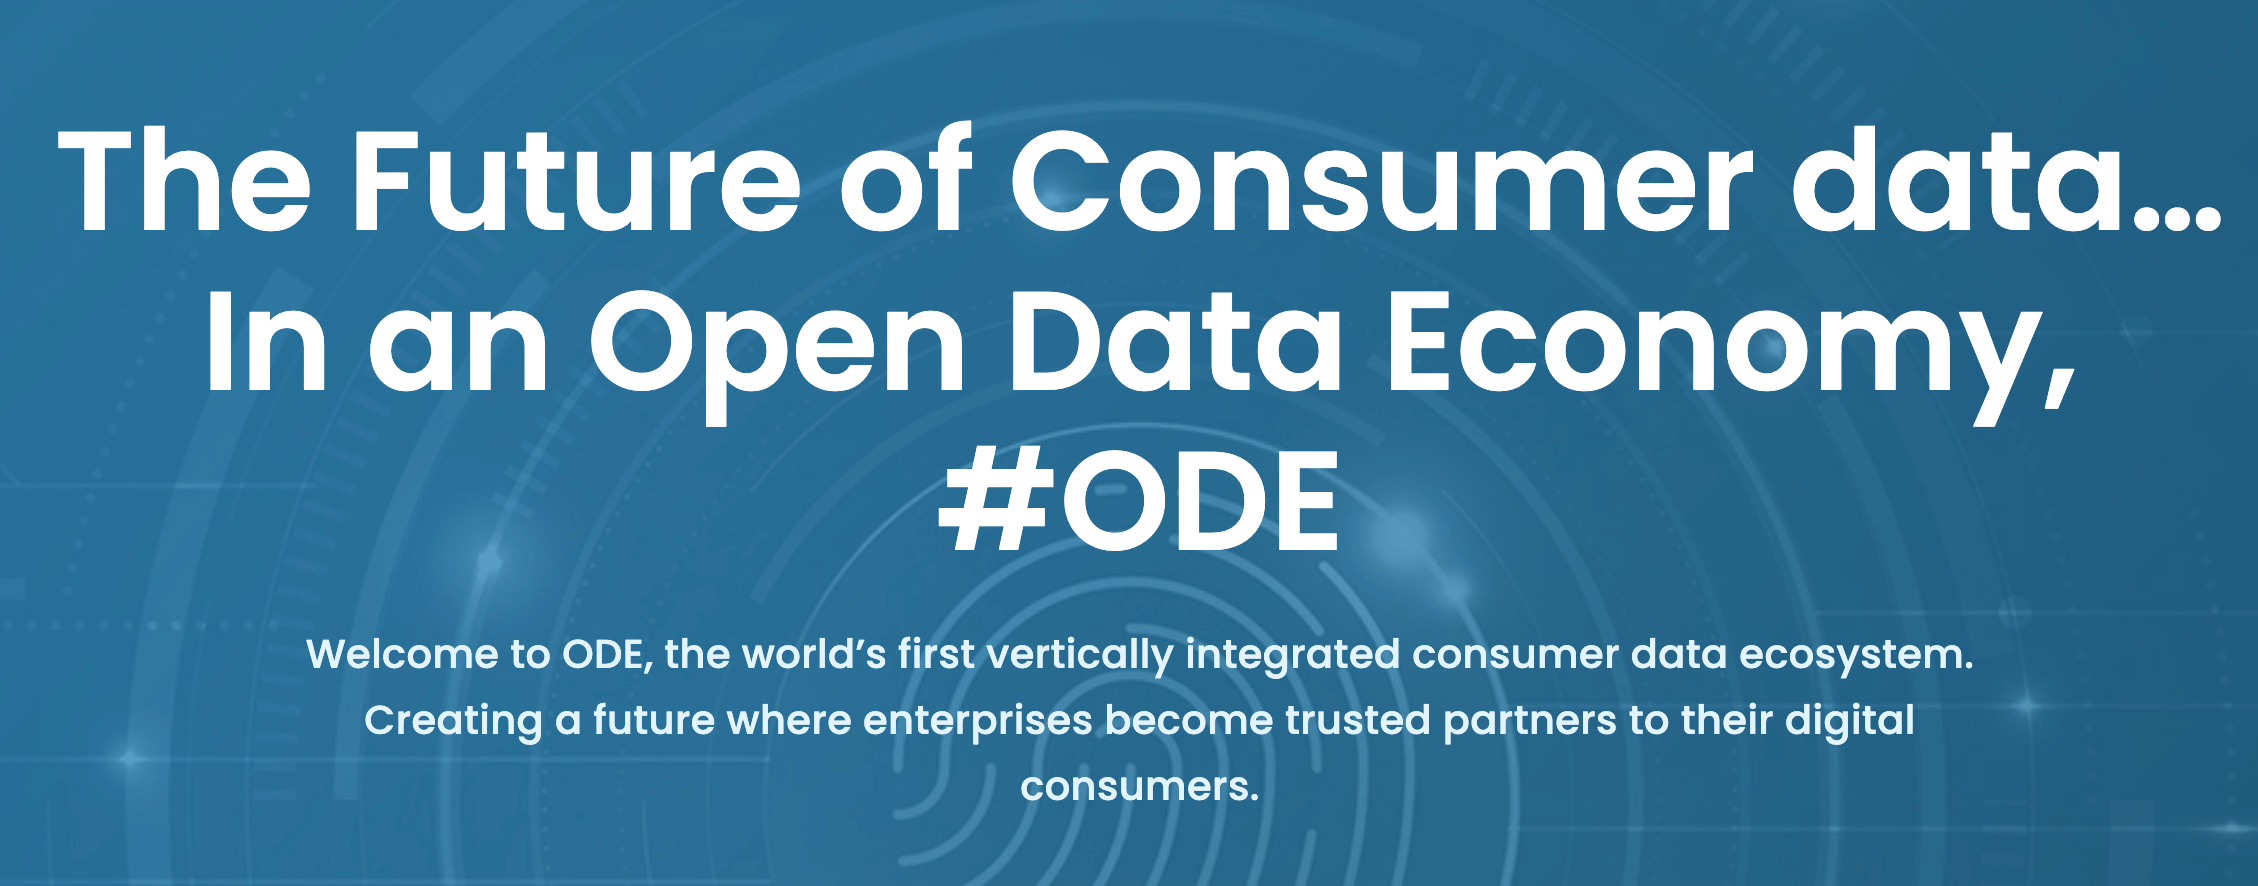 The Future of Consumer data...
In an Open Data Economy,
#ODE
Welcome to ODE, the world’s first vertically integrated consumer data ecosystem.
Creating a future where enterprises become trusted partners to their digital
consumers.